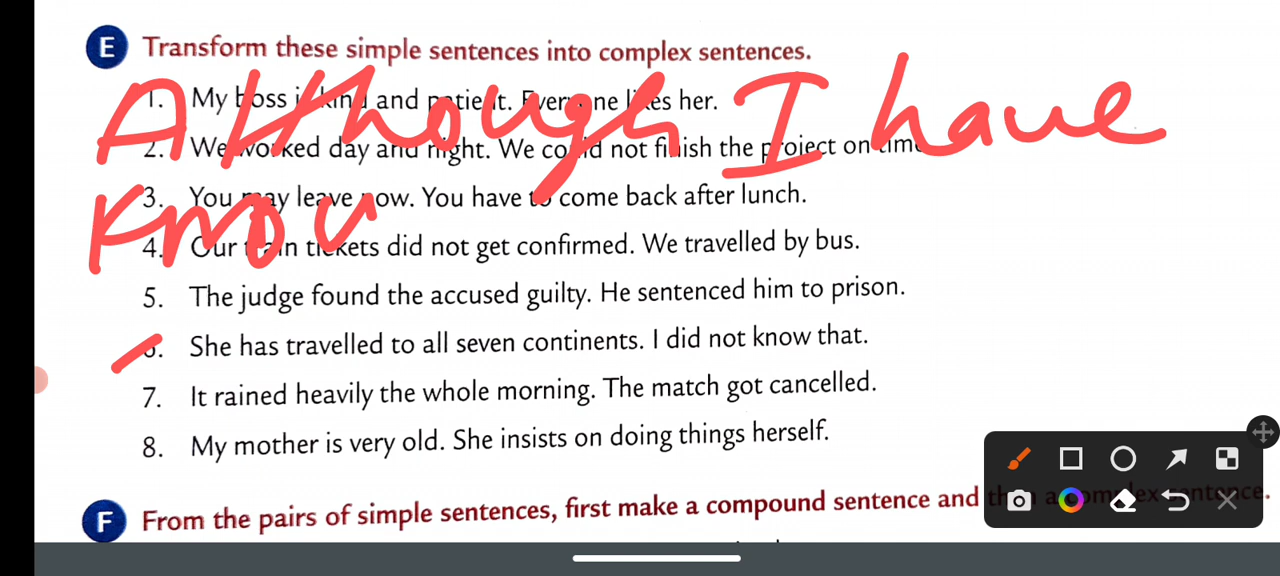 E Transform these simple sentences into complex sentences.
1. My boss is kind and patient. Everyone likes her.
Although I have
2. We worked day and night. We could not finish the project on time
know
3. You may leave now. You have to come back after lunch.
4. Our train tickets did not get confirmed. We travelled by bus.
5. The judge found the accused guilty. He sentenced him to prison.
6. She has travelled to all seven continents. I did not know that.
7. It rained heavily the whole morning. The match got cancelled.
8. My mother is very old. She insists on doing things herself.
F From the pairs of simple sentences, first make a compound sentence and then a complex sentence.